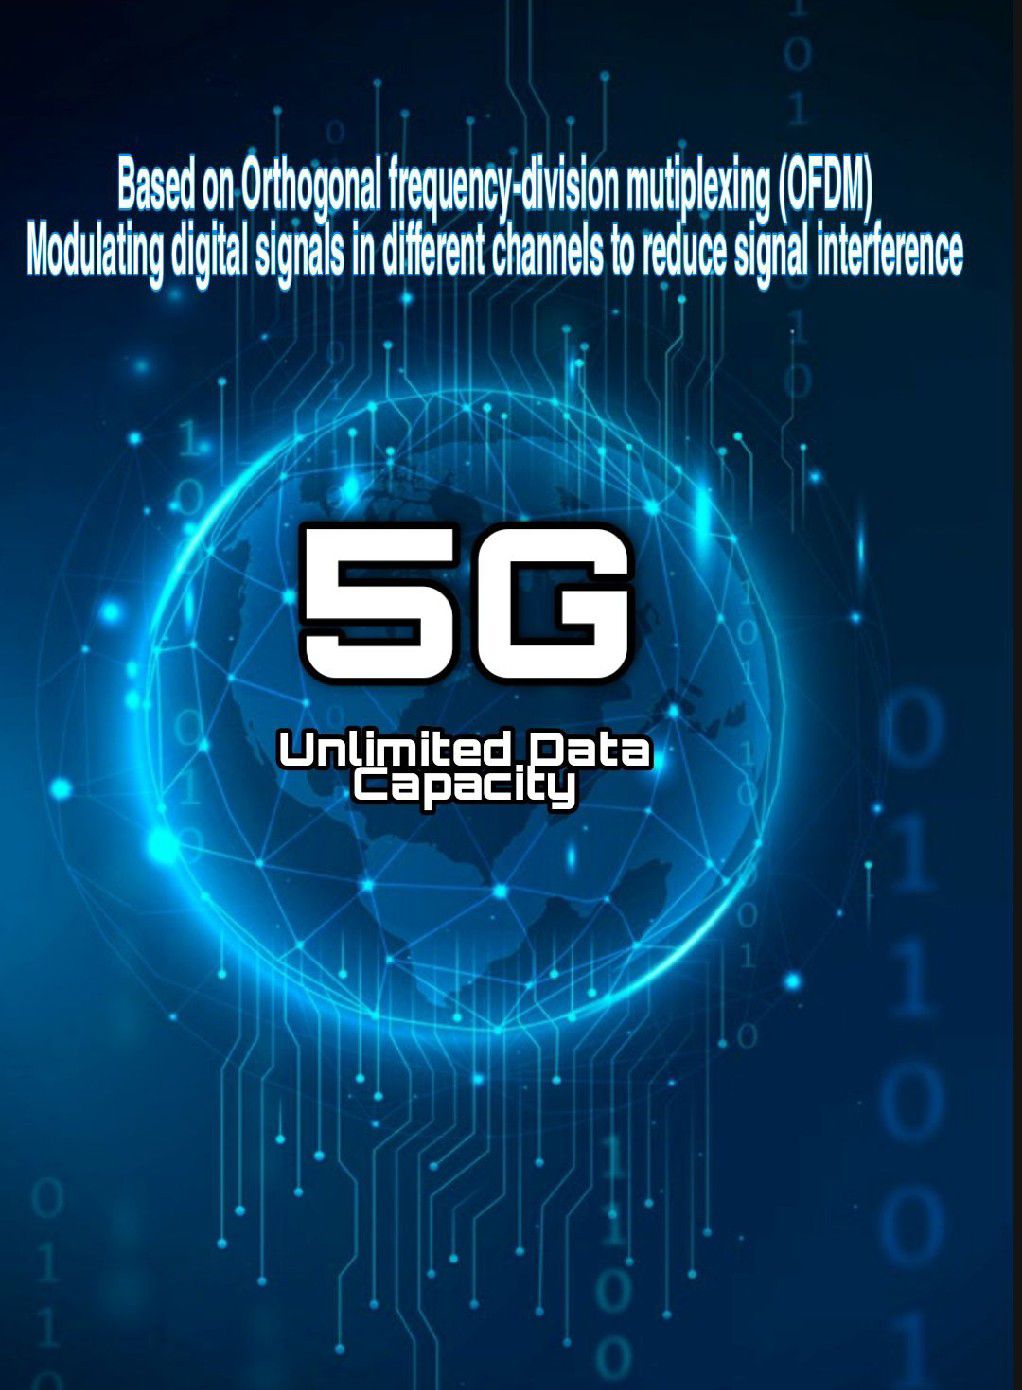 Based on Orthogonal frequency-division mutiplexing (OFDM)
Modulating digital signals in different channels to reduce signal interference
5G
Unlimited Data
Capacity